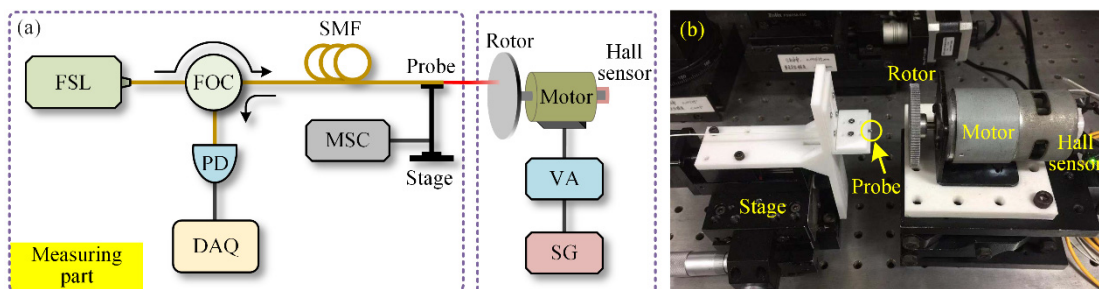 (a)
SMF
FSL
FOC
Probe
Rotor
Hall
sensor
Motor
MSC
Stage
PD
VA
DAQ
SG
Measuring
part
(b)
Rotor
Motor
Hall
sensor
Probe
Stage